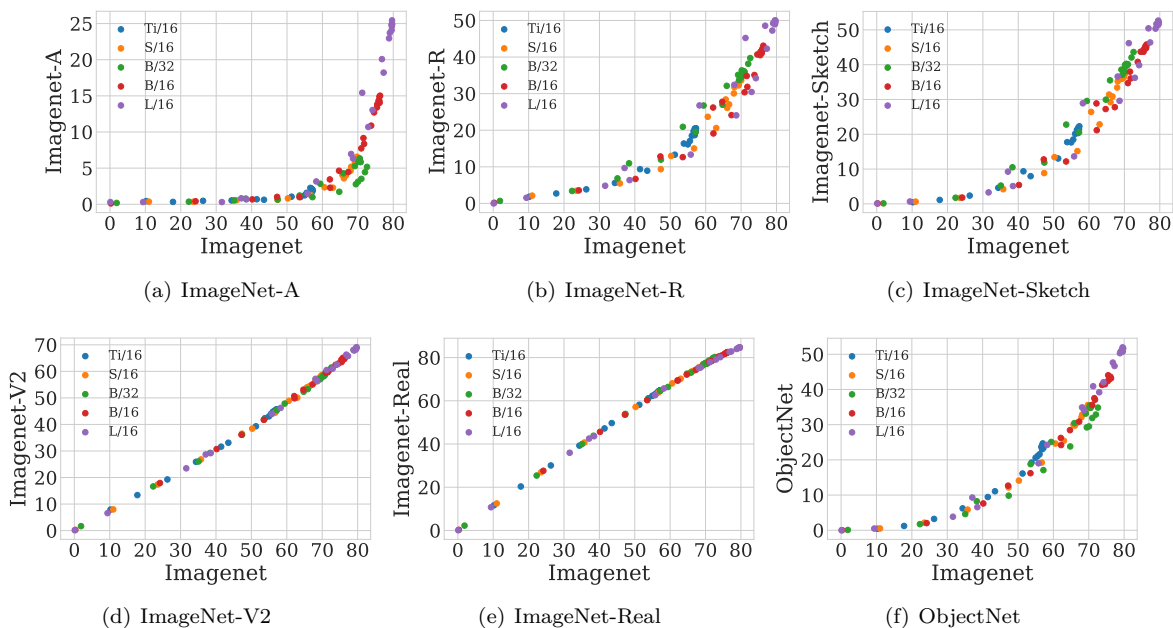 Ti/16
S/16
B/32
B/16
L/16
Imagenet-A
25
20
15
10
5
0
0 10 20 30 40 50 60 70 80
Imagenet
(a) ImageNet-A
Ti/16
S/16
B/32
B/16
L/16
Imagenet-R
50
40
30
20
10
0
0 10 20 30 40 50 60 70 80
Imagenet
(b) ImageNet-R
Ti/16
S/16
B/32
B/16
L/16
Imagenet-Sketch
50
40
30
20
10
0
0 10 20 30 40 50 60 70 80
Imagenet
(c) ImageNet-Sketch
Ti/16
S/16
B/32
B/16
L/16
Imagenet-V2
70
60
50
40
30
20
10
0
0 10 20 30 40 50 60 70 80
Imagenet
(d) ImageNet-V2
Ti/16
S/16
B/32
B/16
L/16
Imagenet-Real
80
60
40
20
0
0 10 20 30 40 50 60 70 80
Imagenet
(e) ImageNet-Real
Ti/16
S/16
B/32
B/16
L/16
ObjectNet
50
40
30
20
10
0
0 10 20 30 40 50 60 70 80
Imagenet
(f) ObjectNet